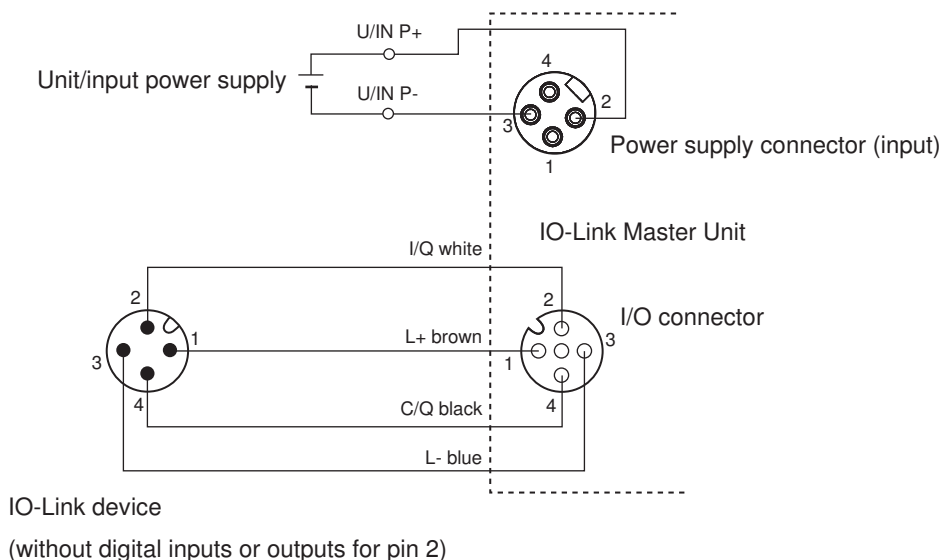 U/IN P+
Unit/input power supply
U/IN P-
4
2
3
1
Power supply connector (input)
IO-Link Master Unit
I/Q white
2
2
I/O connector
1
L+ brown
3
3
1
4
C/Q black
4
L- blue
IO-Link device
(without digital inputs or outputs for pin 2)